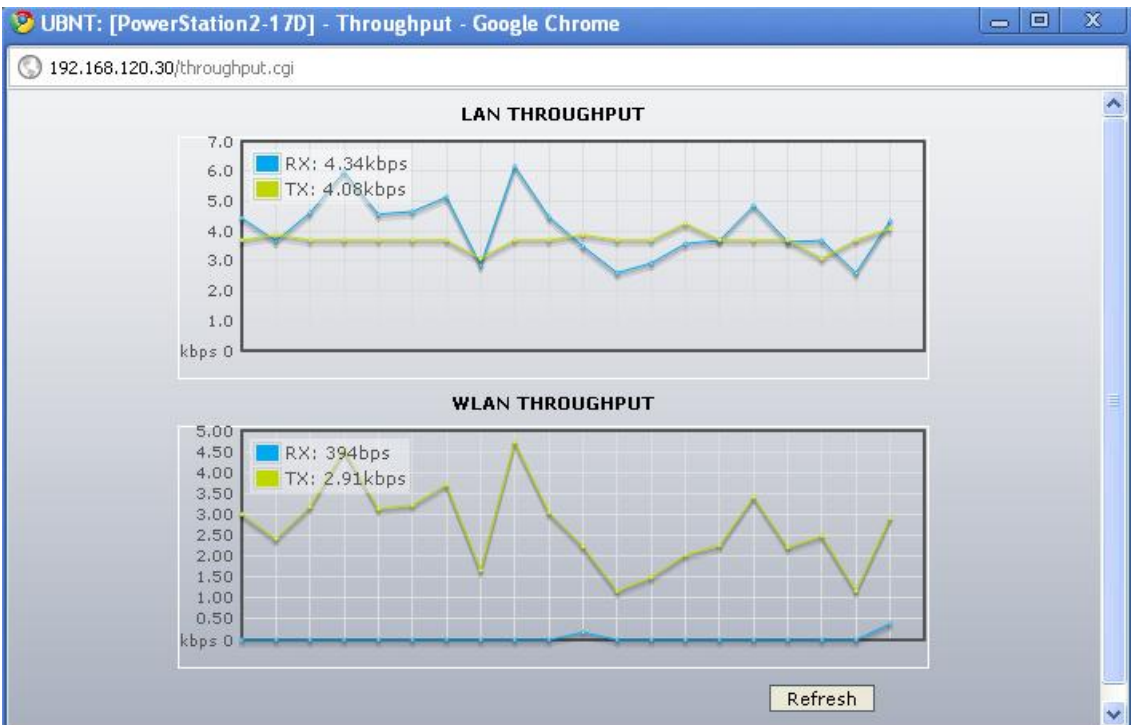 UBNT: [PowerStation2-17D] - Throughput - Google Chrome
192.168.120.30/throughput.cgi
LAN THROUGHPUT
7.0
RX: 4.34kbps
6.0
TX: 4.08kbps
5.0
4.0
3.0
2.0
1.0
kbps 0
WLAN THROUGHPUT
5.00
4.50
RX: 394bps
4.00
TX: 2.91kbps
3.50
3.00
2.50
2.00
1.50
1.00
0.50
kbps 0
Refresh